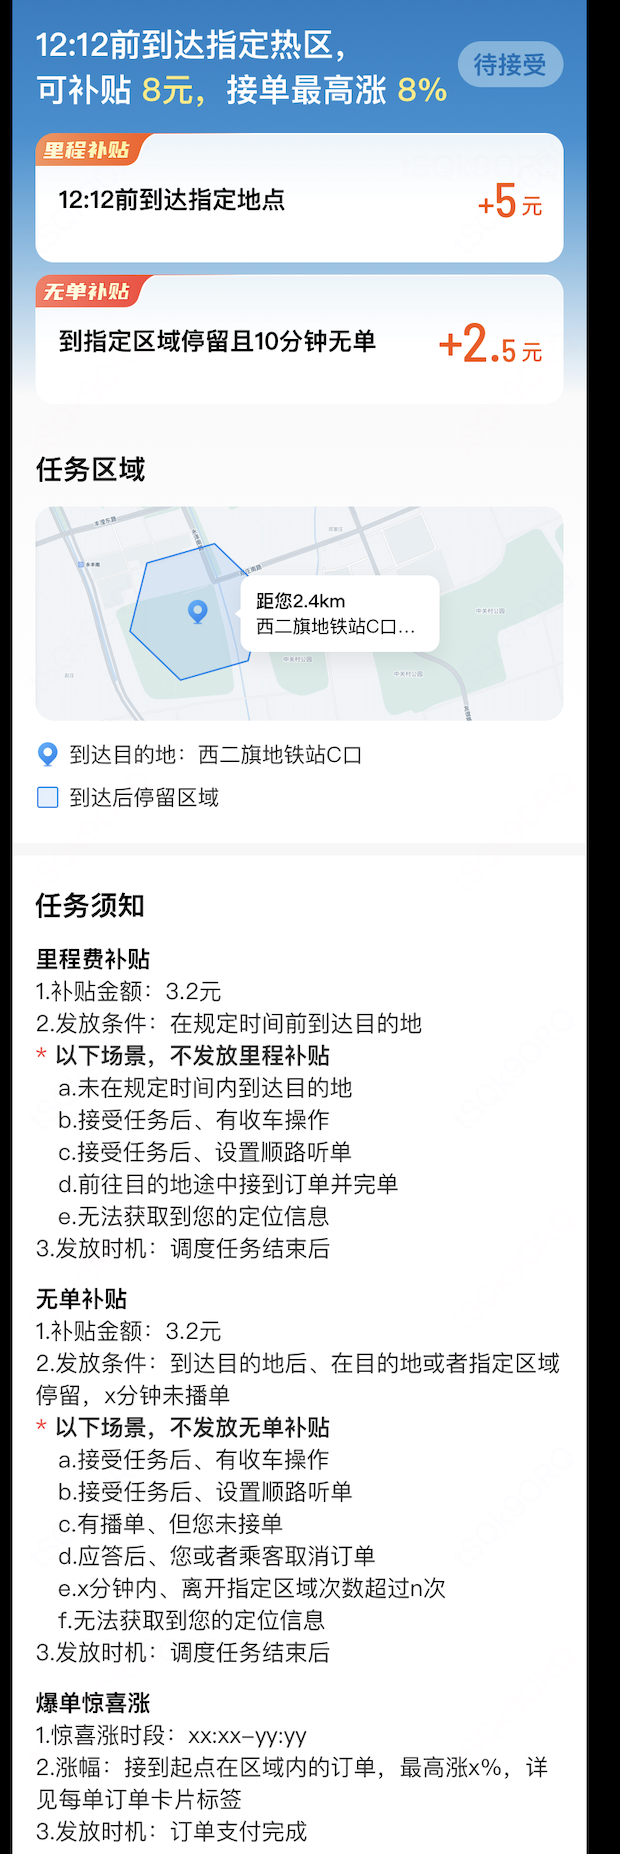 12:12前到达指定热区，
可补贴 8元，接单最高涨 8%
待接受
里程补贴
12:12前到达指定地点
+5 元
无单补贴
到指定区域停留且10分钟无单
+2.5 元
任务区域
距您2.4km
西二旗地铁站C口...
中关村公园
中关村公园
中关村公园
到达目的地：西二旗地铁站C口
到达后停留区域
任务须知
里程费补贴
1.补贴金额：3.2元
2.发放条件：在规定时间前到达目的地
* 以下场景，不发放里程补贴
a.未在规定时间内到达目的地
b.接受任务后、有收车操作
c.接受任务后、设置顺路听单
d.前往目的地途中接到订单并完单
e.无法获取到您的定位信息
3.发放时机：调度任务结束后
无单补贴
1.补贴金额：3.2元
2.发放条件：到达目的地后、在目的地或者指定区域
停留，x分钟未播单
* 以下场景，不发放无单补贴
a.接受任务后、有收车操作
b.接受任务后、设置顺路听单
c.有播单、但您未接单
d.应答后、您或者乘客取消订单
e.x分钟内、离开指定区域次数超过n次
f.无法获取到您的定位信息
3.发放时机：调度任务结束后
爆单惊喜涨
1.惊喜涨时段：xx:xx-yy:yy
2.涨幅：接到起点在区域内的订单，最高涨x%，详
见每单订单卡片标签
3.发放时机：订单支付完成